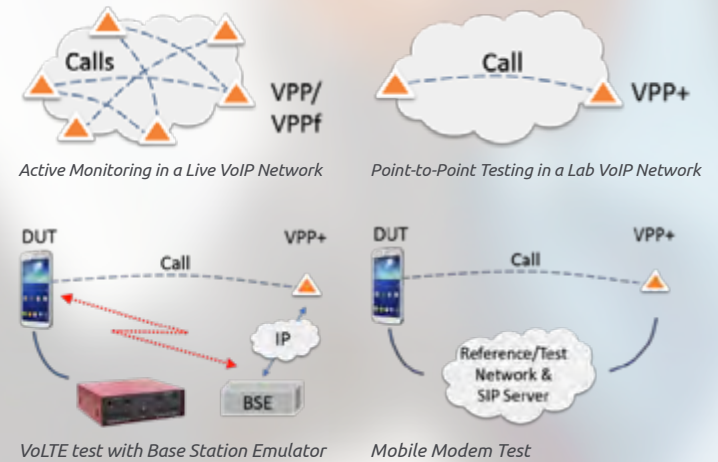 Calls
VPP/
VPPf
Active Monitoring in a Live VoIP Network
Call
VPP+
Point-to-Point Testing in a Lab VoIP Network
DUT
VPP+
Call
IP
BSE
VoLTE test with Base Station Emulator
DUT
VPP+
Call
Reference/Test
Network &
SIP Server
Mobile Modem Test